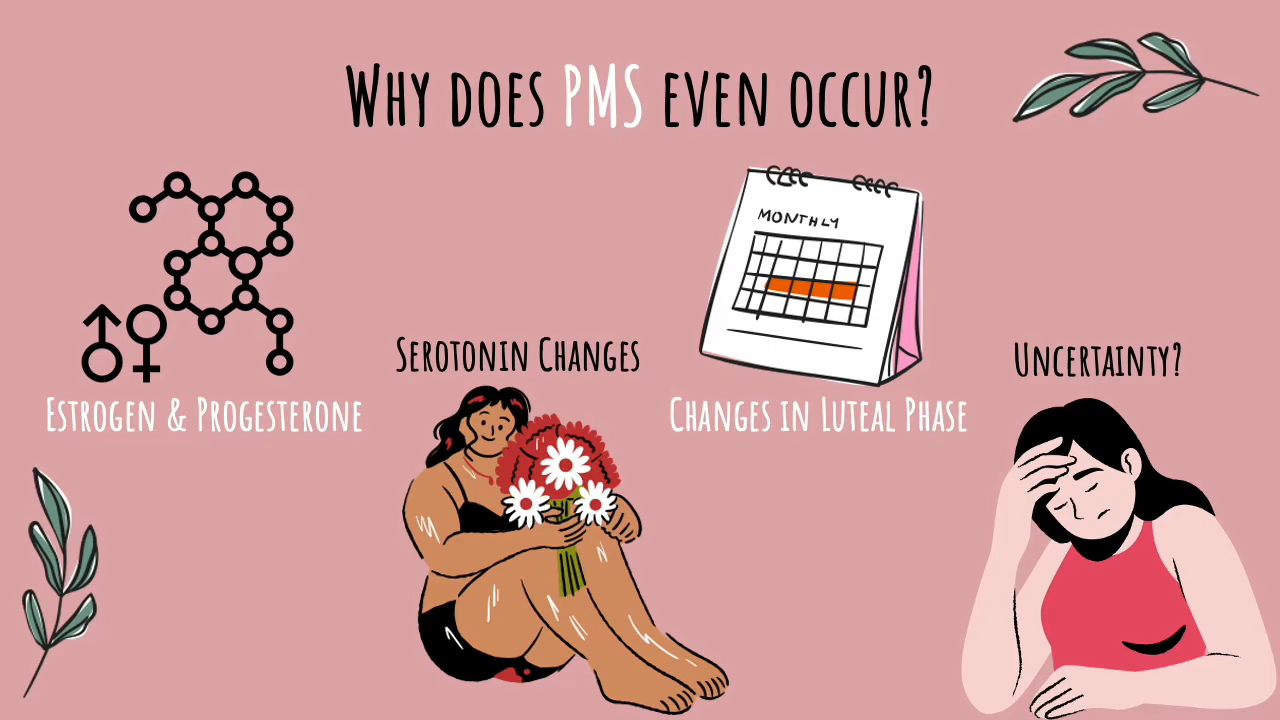 Why does PMS even occur?
MONTHLY
Serotonin Changes
Uncertainty?
Estrogen & Progesterone
Changes in Luteal Phase